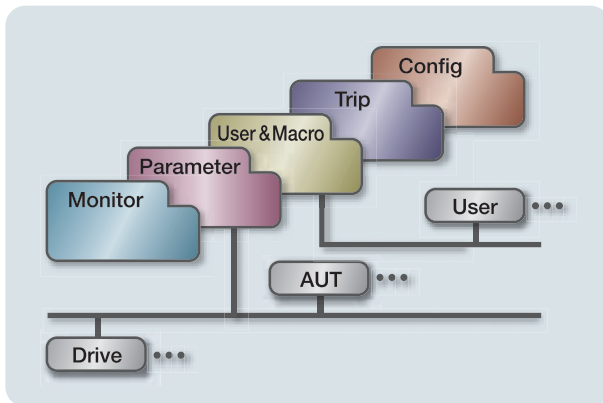 Config
Trip
User & Macro
Parameter
Monitor
User
AUT
Drive